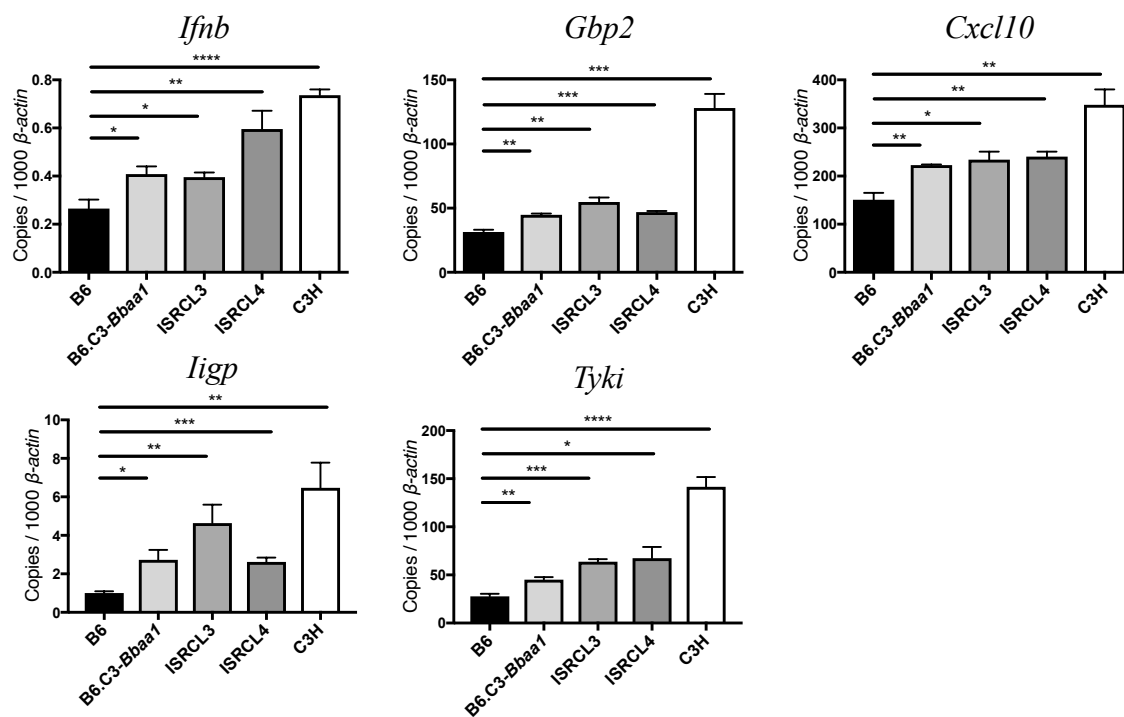 Ifnb
Copies / 1000 β-actin
0.8
0.6
0.4
0.2
0.0
****
**
*
*
B6
B6.C3-Bbaa1
ISRCL3
ISRCL4
C3H
Gbp2
Copies / 1000 β-actin
150
100
50
0
***
***
**
**
B6
B6.C3-Bbaa1
ISRCL3
ISRCL4
C3H
Cxcl10
Copies / 1000 β-actin
400
300
200
100
0
**
**
*
**
B6
B6.C3-Bbaa1
ISRCL3
ISRCL4
C3H
Iigp
Copies / 1000 β-actin
10
8
6
4
2
0
**
***
**
*
B6
B6.C3-Bbaa1
ISRCL3
ISRCL4
C3H
Tyki
Copies / 1000 β-actin
200
150
100
50
0
****
*
***
**
B6
B6.C3-Bbaa1
ISRCL3
ISRCL4
C3H